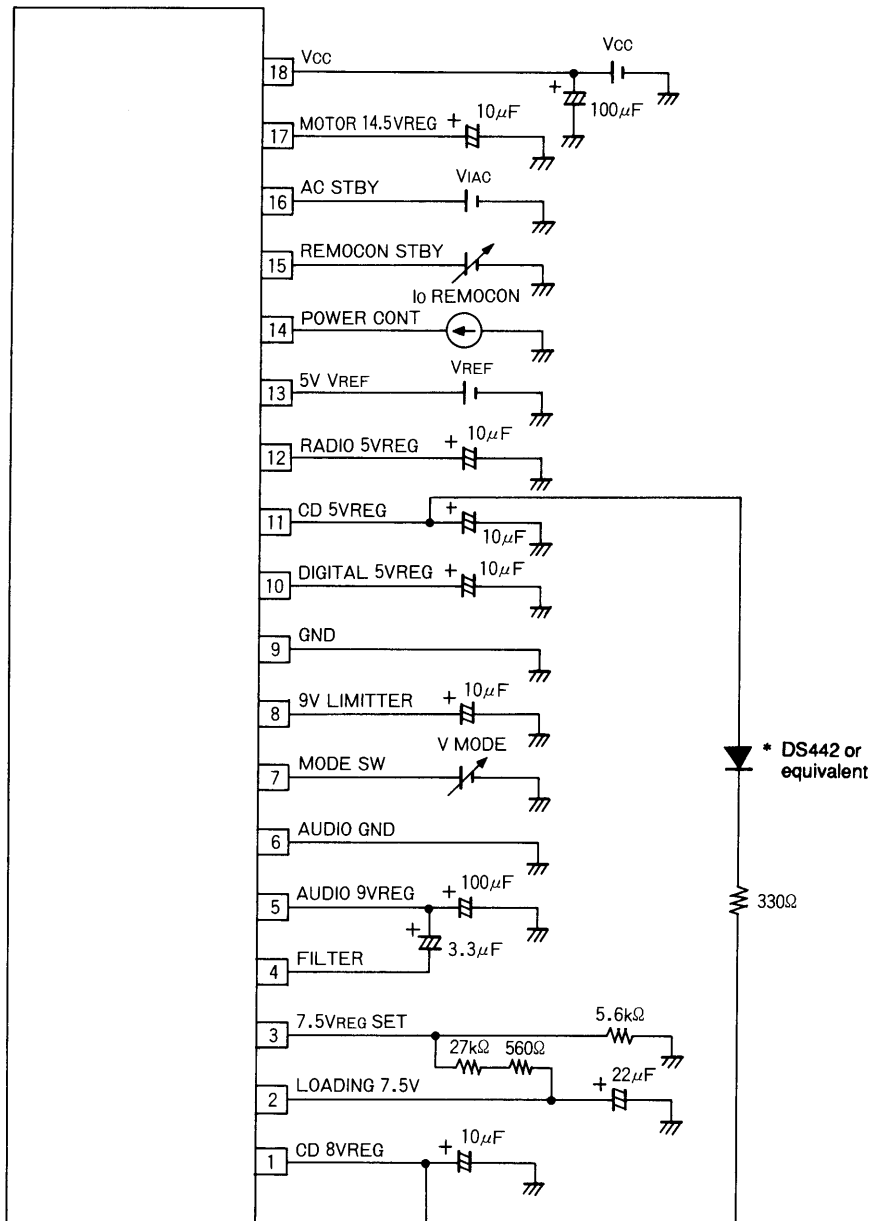 18 VCC VCC
+ 100μF
17 MOTOR 14.5VREG + 10μF
16 AC STBY VIAC
15 REMOCON STBY
Io REMOCON
14 POWER CONT
13 5V VREF VREF
12 RADIO 5VREG + 10μF
11 CD 5VREG + 10μF
10 DIGITAL 5VREG + 10μF
9 GND
8 9V LIMITTER + 10μF
V MODE
7 MODE SW
* DS442 or
equivalent
6 AUDIO GND
5 AUDIO 9VREG + 100μF
330Ω
+ 3.3μF
4 FILTER
3 7.5VREG SET 5.6kΩ
27kΩ 560Ω
2 LOADING 7.5V + 22μF
1 CD 8VREG + 10μF